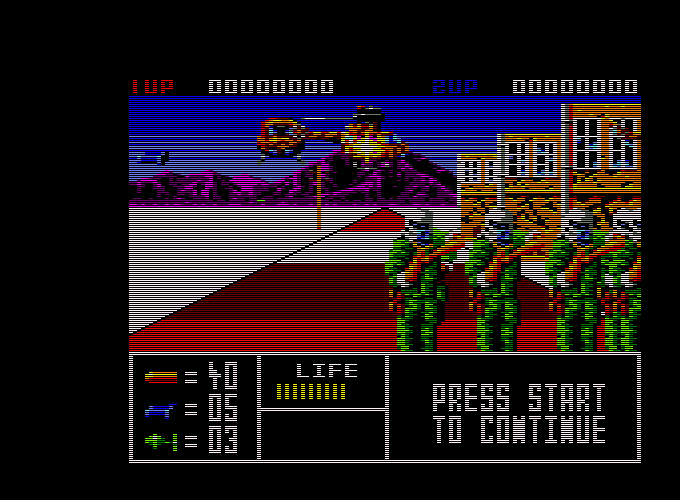 1UP 00000000 2UP 00000000
= 40
= 05
= 03
LIFE
PRESS START
TO CONTINUE